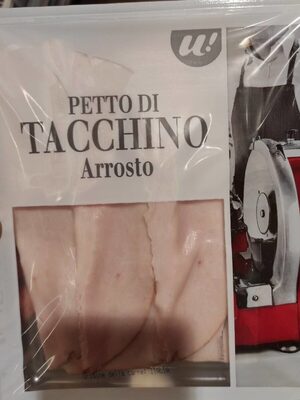 u!
PETTO DI
TACCHINO
Arrosto